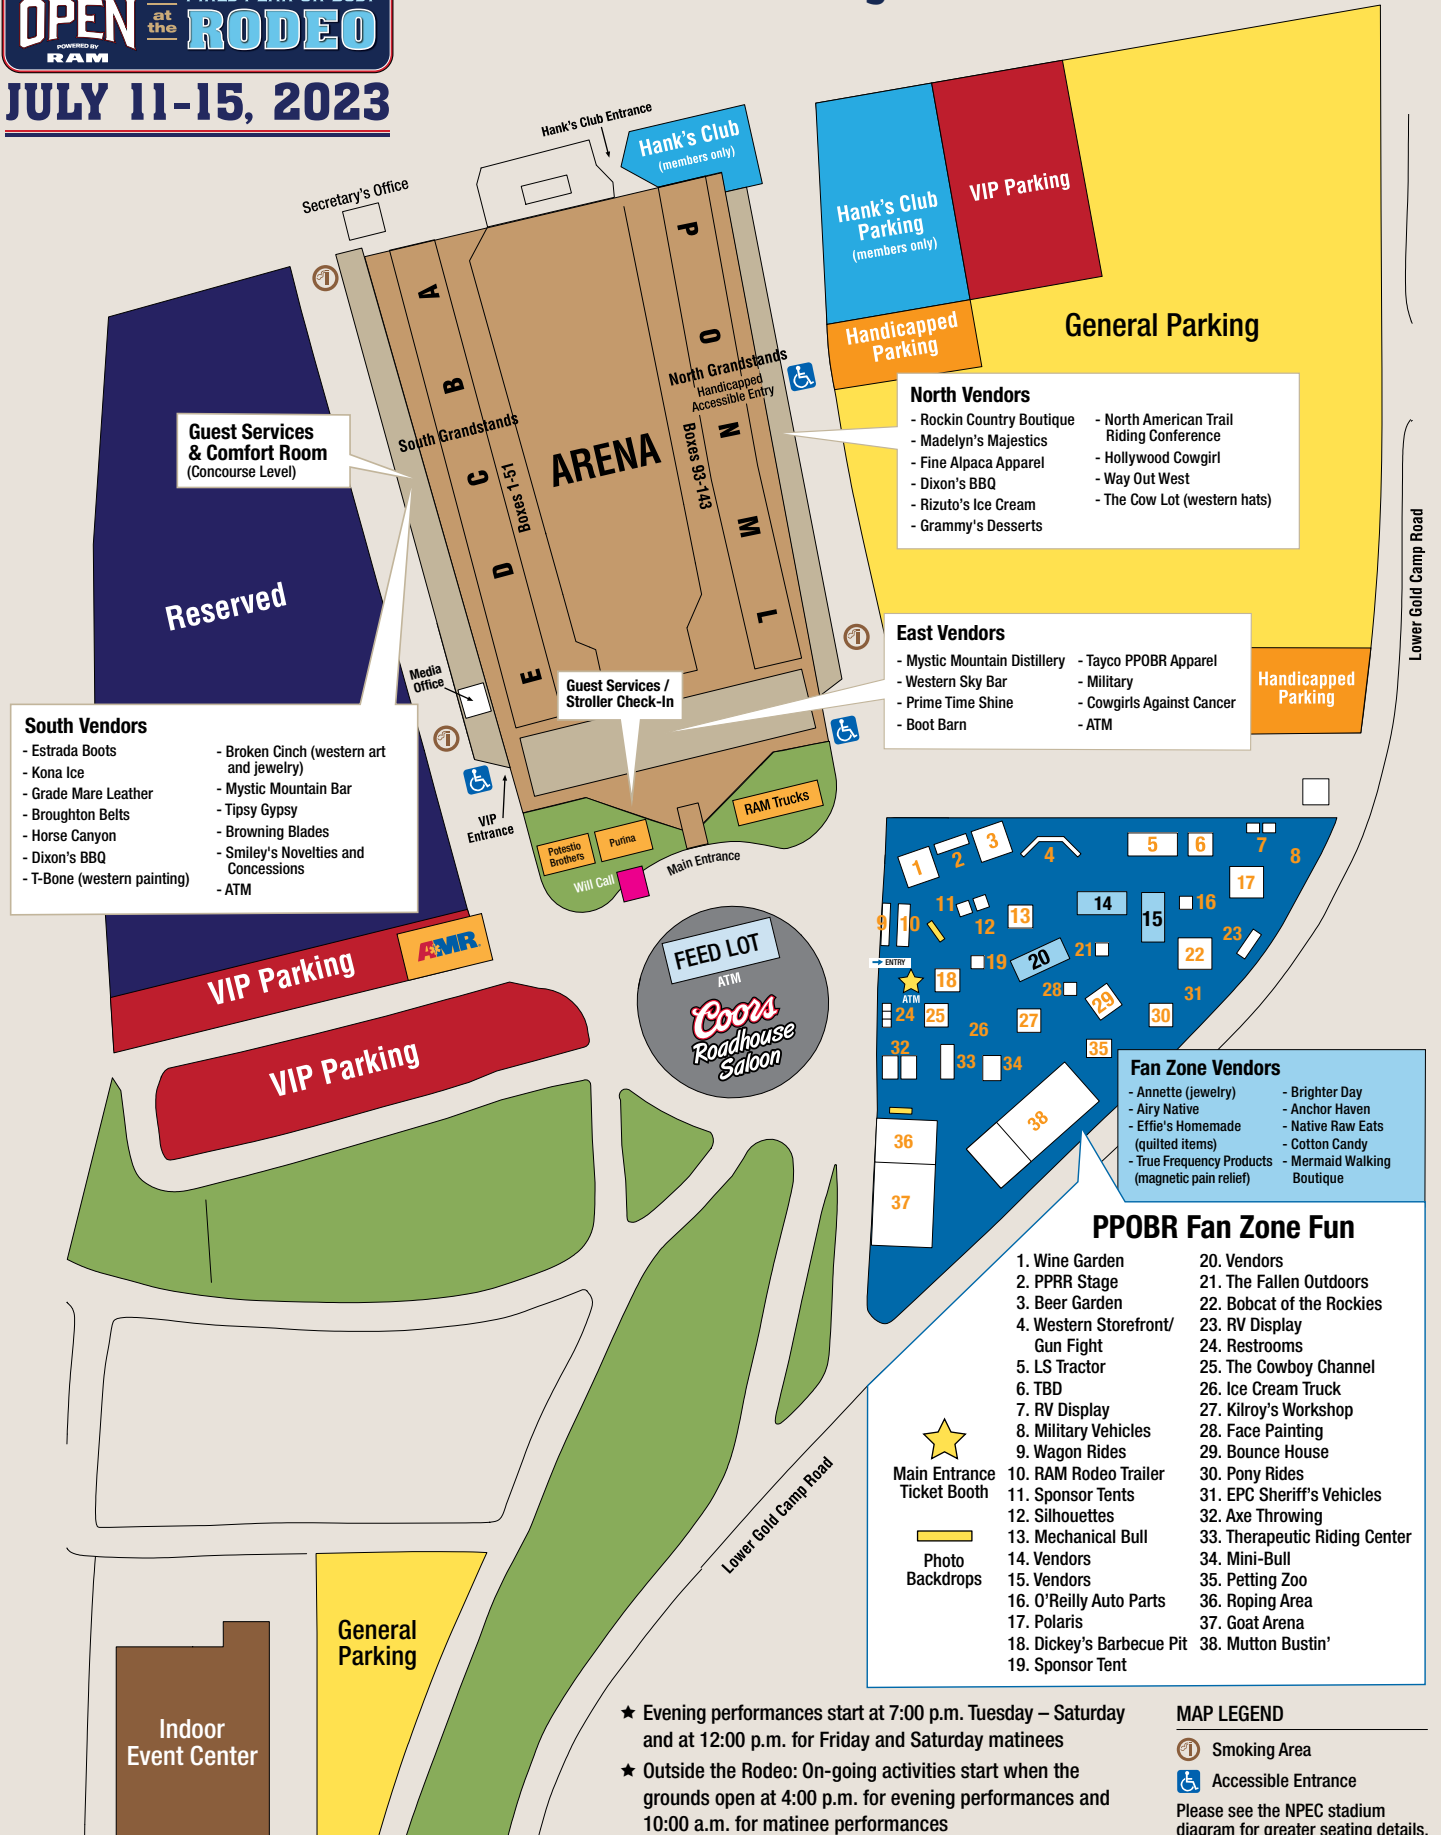 OPEN
POWERED BY
RAM
at
the
RODEO
JULY 11-15, 2023
Hank's Club Entrance
Hank's Club
(members only)
Secretary's Office
Hank's Club
Parking
(members only)
VIP Parking
Handicapped
Parking
General Parking
A
B
C
D
E
P
O
N
M
L
South Grandstands
Boxes 1-51
ARENA
North Grandstands
Handicapped
Accessible Entry
Boxes 93-143
Guest Services
& Comfort Room
(Concourse Level)
Reserved
North Vendors
- Rockin Country Boutique
- Madelyn's Majestics
- Fine Alpaca Apparel
- Dixon's BBQ
- Rizuto's Ice Cream
- Grammy's Desserts
- North American Trail
Riding Conference
- Hollywood Cowgirl
- Way Out West
- The Cow Lot (western hats)
Lower Gold Camp Road
East Vendors
- Mystic Mountain Distillery
- Western Sky Bar
- Prime Time Shine
- Boot Barn
- Tayco PPOBR Apparel
- Military
- Cowgirls Against Cancer
- ATM
Handicapped
Parking
Media
Office
Guest Services /
Stroller Check-In
South Vendors
- Estrada Boots
- Kona Ice
- Grade Mare Leather
- Broughton Belts
- Horse Canyon
- Dixon's BBQ
- T-Bone (western painting)
- Broken Cinch (western art
and jewelry)
- Mystic Mountain Bar
- Tipsy Gypsy
- Browning Blades
- Smiley's Novelties and
Concessions
- ATM
VIP
Entrance
Potestio
Brothers
Purina
RAM Trucks
Will Call
Main Entrance
VIP Parking
AMR
VIP Parking
FEED LOT
ATM
Coors
Roadhouse
Saloon
1
2
3
4
5
6
7
8
9
10
11
12
13
14
15
16
17
ENTRY
ATM
18
19
20
21
22
23
24
25
26
27
28
29
30
31
32
33
34
35
36
37
38
Fan Zone Vendors
- Annette (jewelry)
- Airy Native
- Effie's Homemade
(quilted items)
- True Frequency Products
(magnetic pain relief)
- Brighter Day
- Anchor Haven
- Native Raw Eats
- Cotton Candy
- Mermaid Walking
Boutique
PPOBR Fan Zone Fun
1. Wine Garden
2. PPRR Stage
3. Beer Garden
4. Western Storefront/
Gun Fight
5. LS Tractor
6. TBD
7. RV Display
8. Military Vehicles
9. Wagon Rides
10. RAM Rodeo Trailer
11. Sponsor Tents
12. Silhouettes
13. Mechanical Bull
14. Vendors
15. Vendors
16. O'Reilly Auto Parts
17. Polaris
18. Dickey's Barbecue Pit
19. Sponsor Tent
20. Vendors
21. The Fallen Outdoors
22. Bobcat of the Rockies
23. RV Display
24. Restrooms
25. The Cowboy Channel
26. Ice Cream Truck
27. Kilroy's Workshop
28. Face Painting
29. Bounce House
30. Pony Rides
31. EPC Sheriff's Vehicles
32. Axe Throwing
33. Therapeutic Riding Center
34. Mini-Bull
35. Petting Zoo
36. Roping Area
37. Goat Arena
38. Mutton Bustin'
Main Entrance
Ticket Booth
Photo
Backdrops
Lower Gold Camp Road
General
Parking
Indoor
Event Center
★ Evening performances start at 7:00 p.m. Tuesday – Saturday
and at 12:00 p.m. for Friday and Saturday matinees
★ Outside the Rodeo: On-going activities start when the
grounds open at 4:00 p.m. for evening performances and
10:00 a.m. for matinee performances
MAP LEGEND
Smoking Area
Accessible Entrance
Please see the NPEC stadium
diagram for greater seating details.